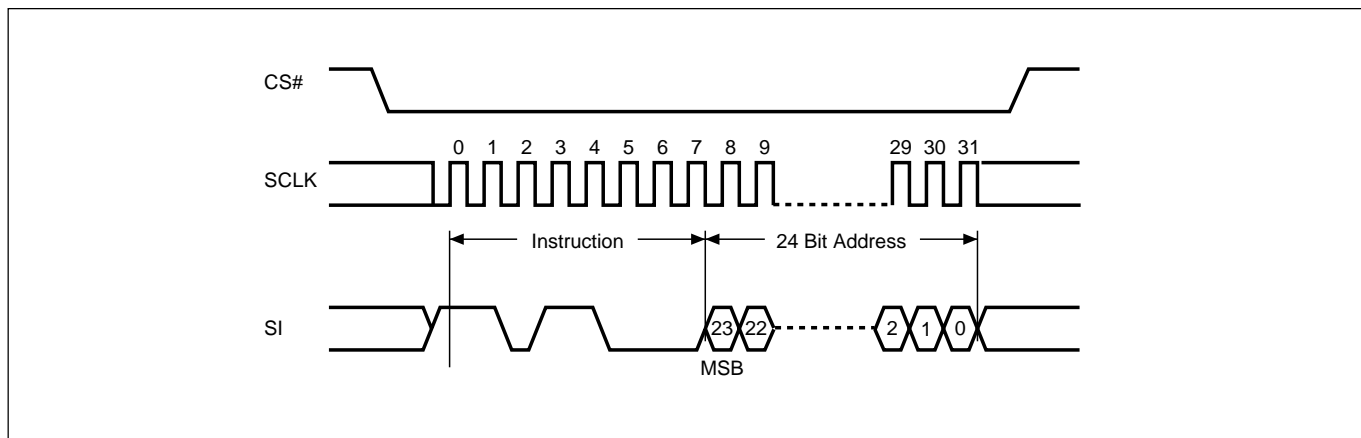 CS#
0 1 2 3 4 5 6 7 8 9 29 30 31
SCLK
Instruction 24 Bit Address
SI 23 22 2 1 0
MSB